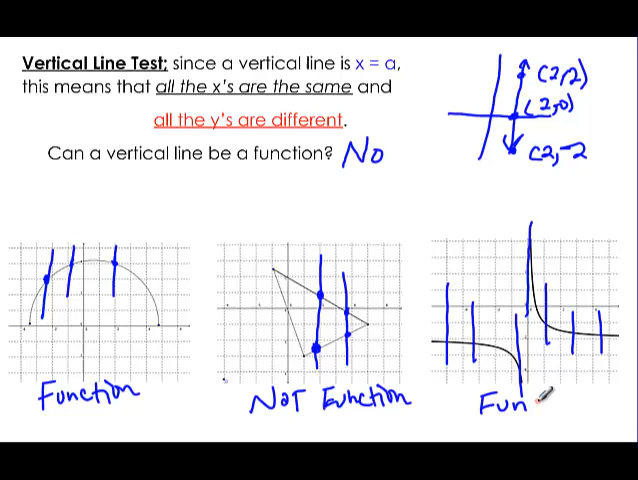 Vertical Line Test: since a vertical line is x = a,
this means that all the x's are the same and
all the y's are different.
Can a vertical line be a function? No
(2,2)
(2,0)
(2,-2
Function
NoT Function
Fun